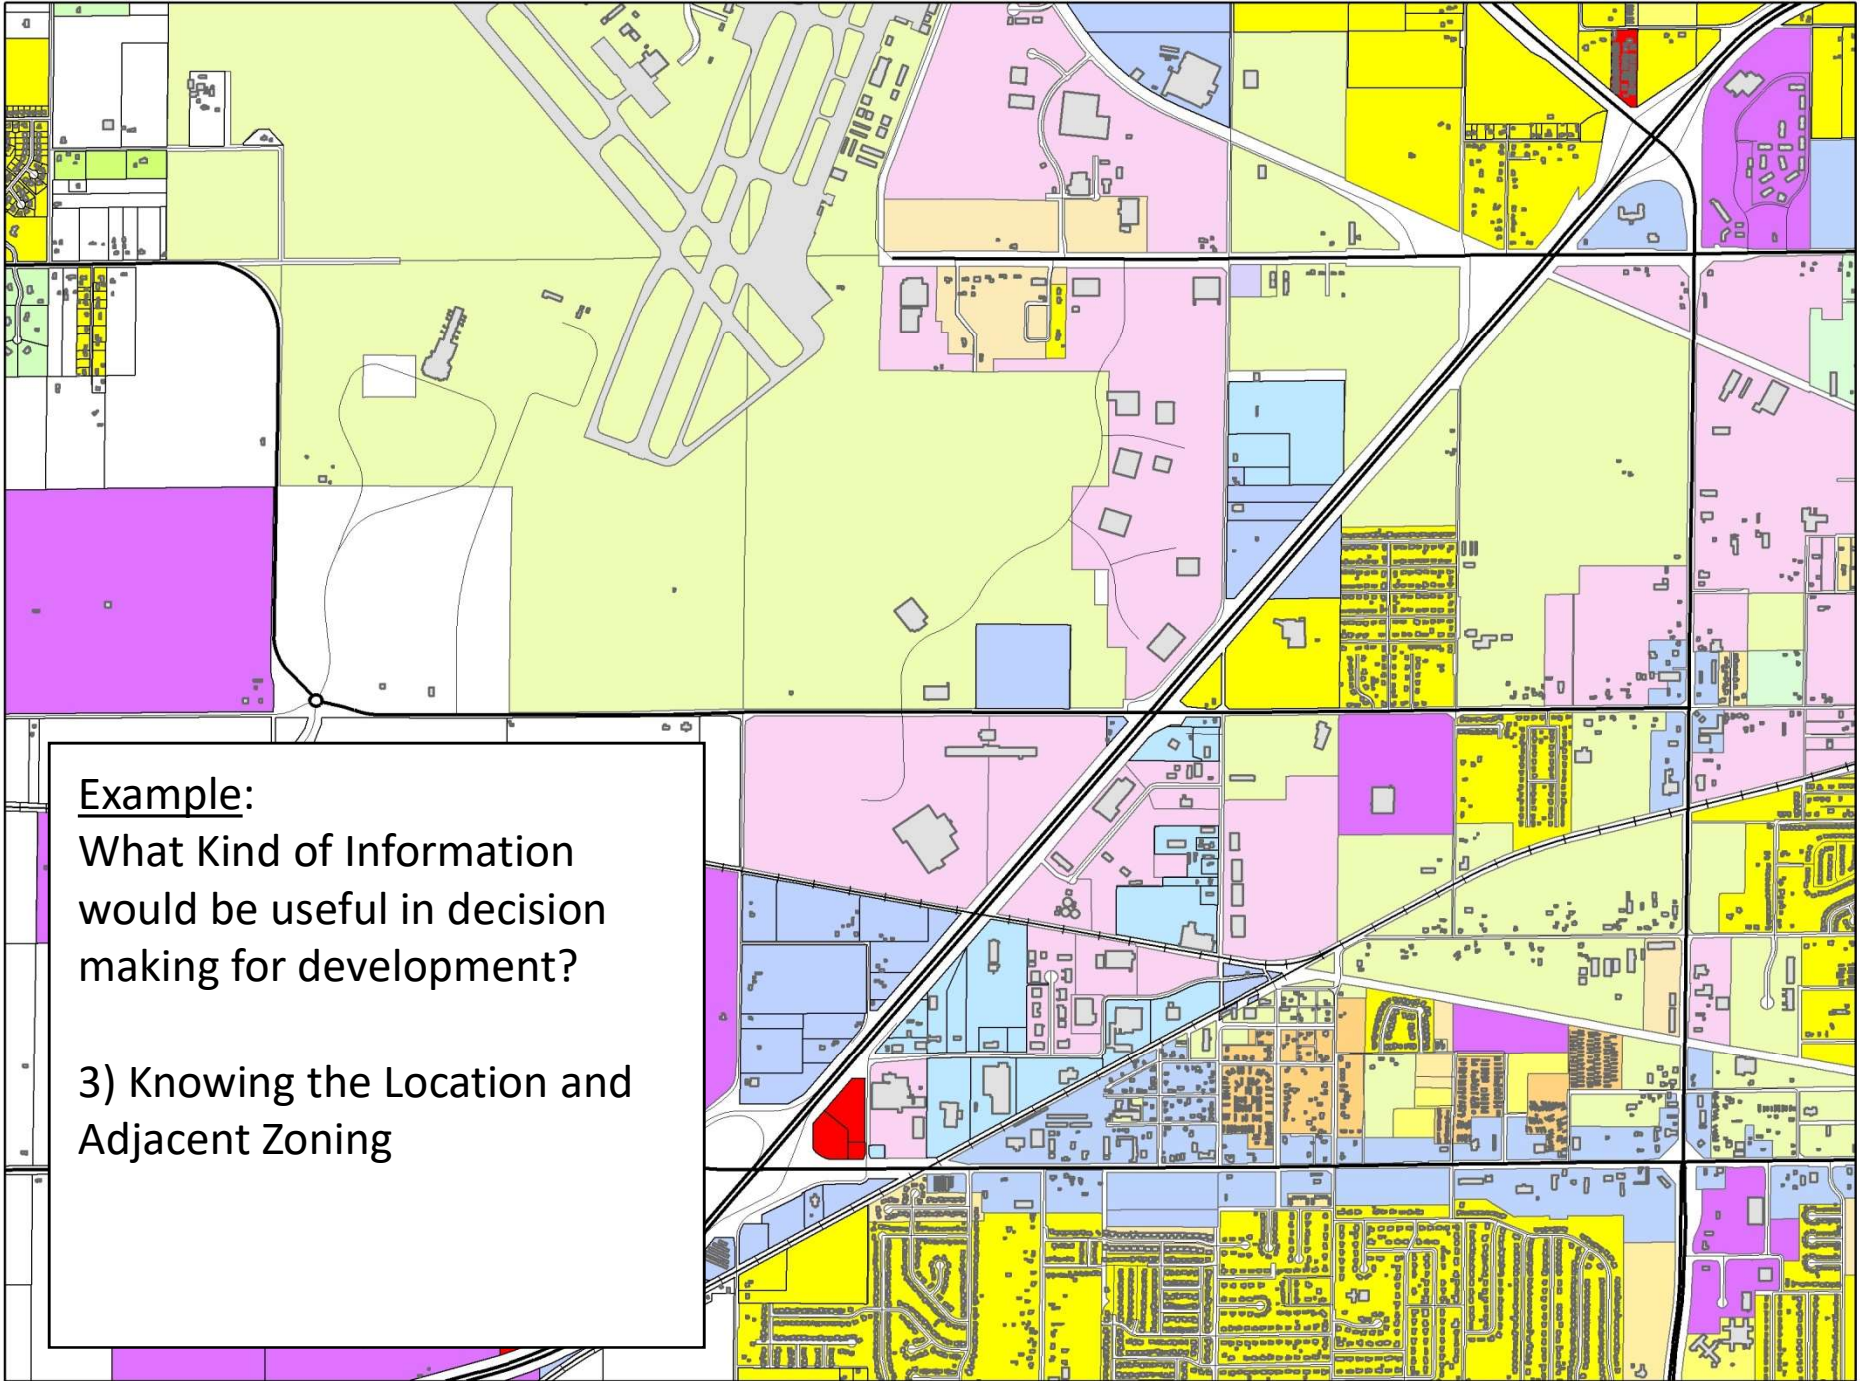 Example:
What Kind of Information
would be useful in decision
making for development?
3) Knowing the Location and
Adjacent Zoning